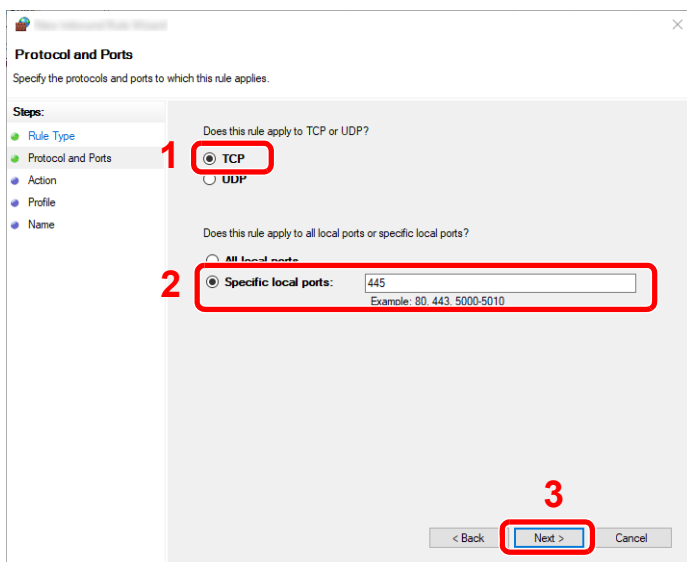 Protocol and Ports
Specify the protocols and ports to which this rule applies.
Steps:
Rule Type
Protocol and Ports
Action
Profile
Name
Does this rule apply to TCP or UDP?
1
TCP
UDP
Does this rule apply to all local ports or specific local ports?
All local ports
2
Specific local ports:
445
Example: 80, 443, 5000-5010
3
< Back
Next >
Cancel